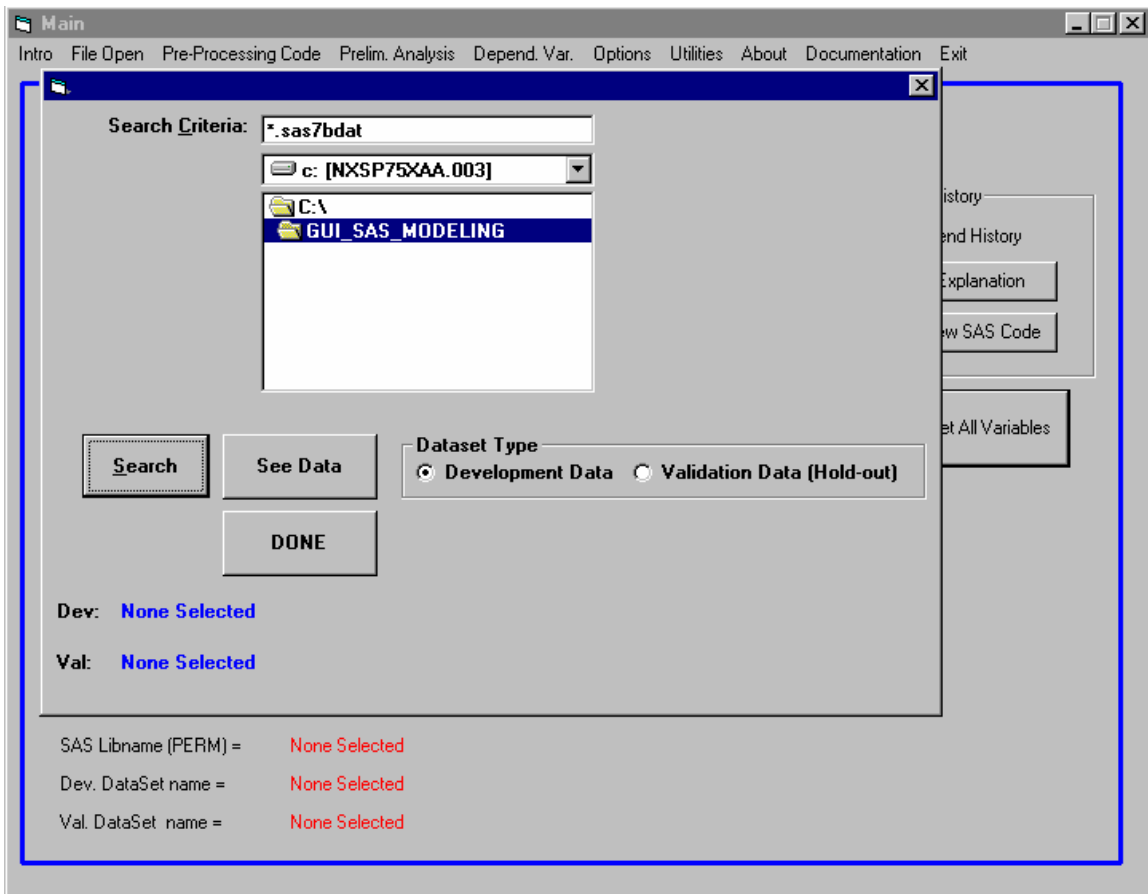 Main
Intro File Open Pre-Processing Code Prelim. Analysis Depend. Var. Options Utilities About Documentation Exit
Search Criteria: *.sas7bdat
c: [NXSP75XAA.003]
C:\
GUI_SAS_MODELING
istory
end History
Explanation
ew SAS Code
et All Variables
Search
See Data
Dataset Type
Development Data Validation Data (Hold-out)
DONE
Dev: None Selected
Val: None Selected
SAS Libname (PERM) = None Selected
Dev. DataSet name = None Selected
Val. DataSet name = None Selected